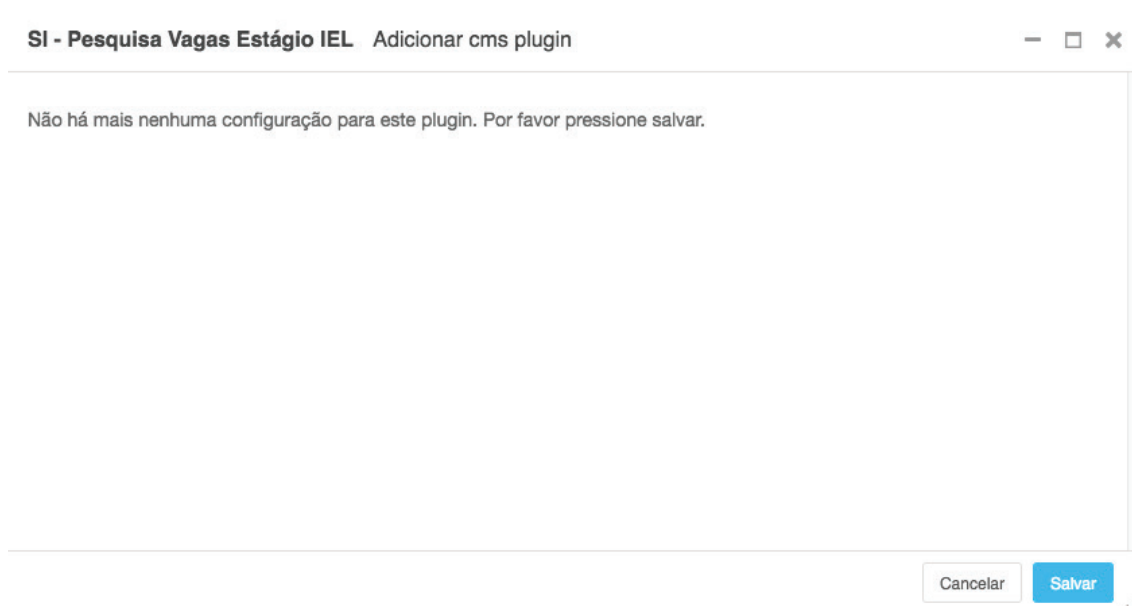 SI - Pesquisa Vagas Estágio IEL Adicionar cms plugin
Não há mais nenhuma configuração para este plugin. Por favor pressione salvar.
Cancelar Salvar